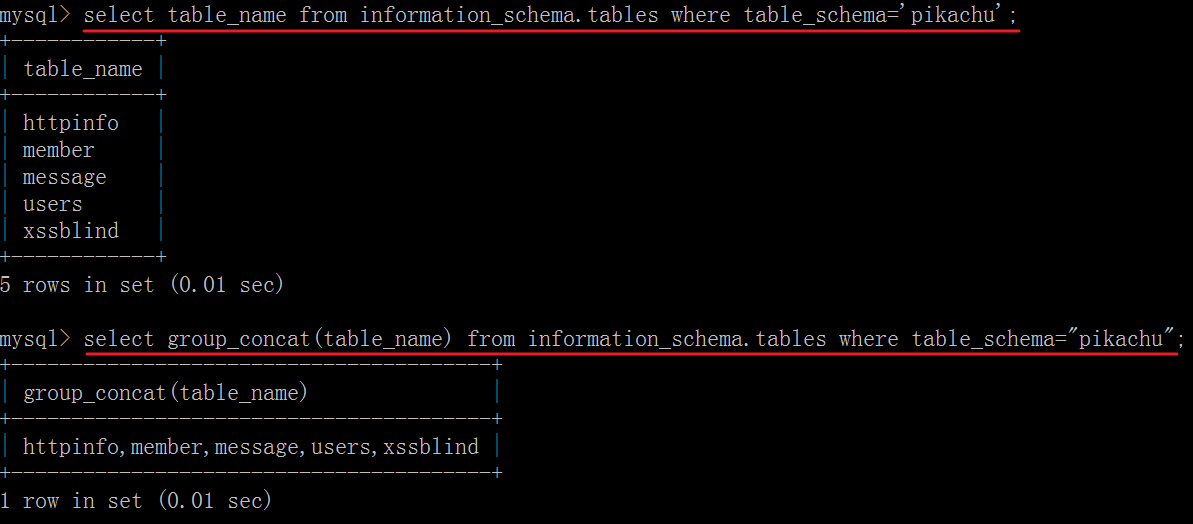 mysql> select table_name from information_schema.tables where table_schema='pikachu';
+------------+
| table_name |
+------------+
| httpinfo   |
| member     |
| message    |
| users      |
| xssblind   |
+------------+
5 rows in set (0.01 sec)
mysql> select group_concat(table_name) from information_schema.tables where table_schema="pikachu";
+----------------------------------------+
| group_concat(table_name)               |
+----------------------------------------+
| httpinfo,member,message,users,xssblind |
+----------------------------------------+
1 row in set (0.01 sec)